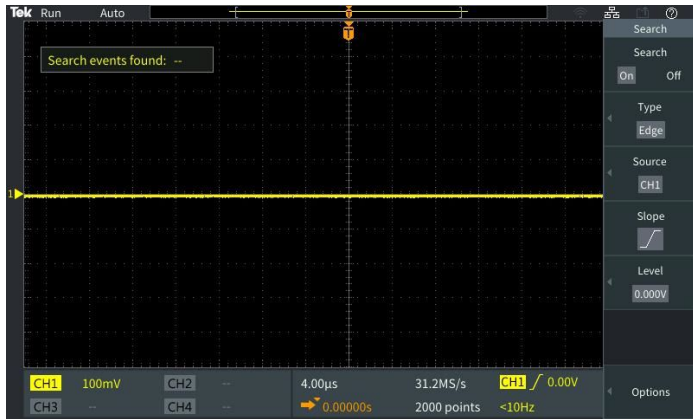 Tek Run Auto
T
T
Search
Search
On Off
Search events found: --
Type
Edge
Source
CH1
1
Slope
Level
0.000V
CH1 100mV CH2 -- 4.00μs 31.2MS/s CH1 0.00V
CH3 -- CH4 -- 0.00000s 2000 points <10Hz
Options